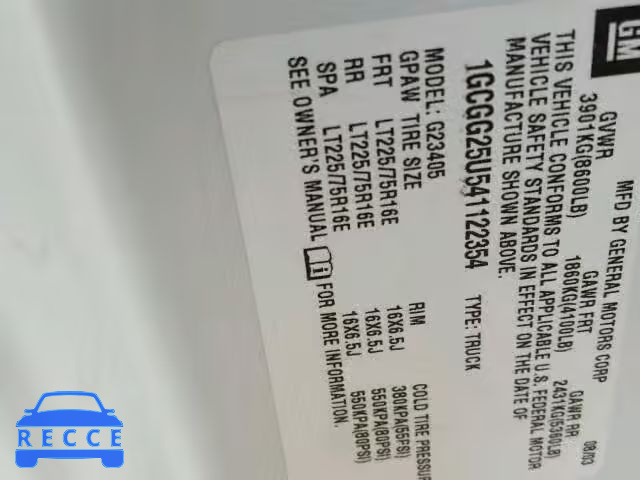 GM
MFD BY GENERAL MOTORS CORP
08/03
GVWR GAWR FRT GAWR RR
3901KG(8600LB) 1860KG(4100LB) 2431KG(5360LB)
THIS VEHICLE CONFORMS TO ALL APPLICABLE U.S. FEDERAL MOTOR
VEHICLE SAFETY STANDARDS IN EFFECT ON THE DATE OF
MANUFACTURE SHOWN ABOVE.
1GCGG25U541122354 TYPE: TRUCK
MODEL: G23405
GPAW TIRE SIZE RIM COLD TIRE PRESSUR
FRT LT225/75R16E 16X6.5J 380KPA(55PSI)
RR LT225/75R16E 16X6.5J 550KPA(80PSI)
SPA LT225/75R16E 16X6.5J 550KPA(80PSI)
SEE OWNER'S MANUAL FOR MORE INFORMATION.
RECCE